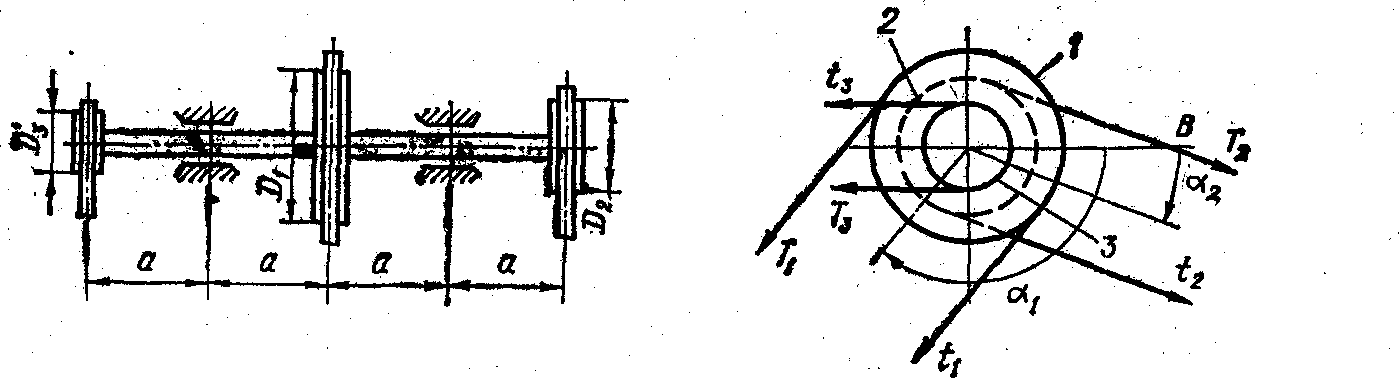 D₃
D₁
D₂
a a a a
2
1
t₃
B
T₂
α₂
T₃
3
T₁
t₂
α₁
t₁